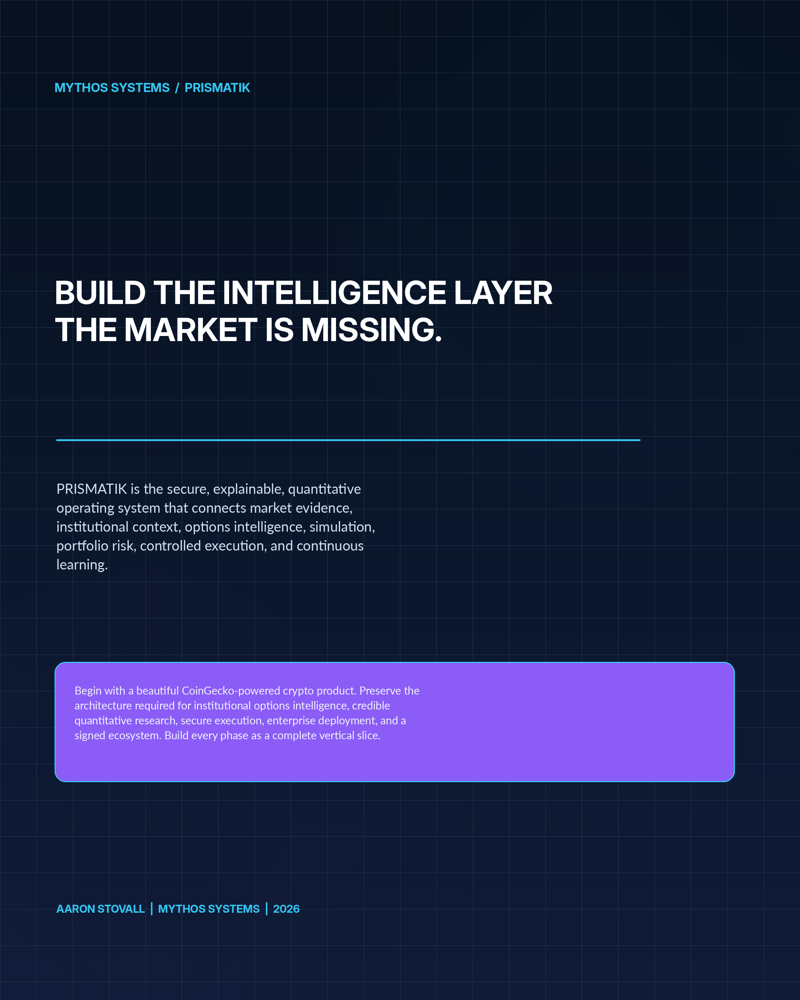 MYTHOS SYSTEMS / PRISMATIK
BUILD THE INTELLIGENCE LAYER
THE MARKET IS MISSING.
PRISMATIK is the secure, explainable, quantitative
operating system that connects market evidence,
institutional context, options intelligence, simulation,
portfolio risk, controlled execution, and continuous
learning.
Begin with a beautiful CoinGecko-powered crypto product. Preserve the
architecture required for institutional options intelligence, credible
quantitative research, secure execution, enterprise deployment, and a
signed ecosystem. Build every phase as a complete vertical slice.
AARON STOVALL | MYTHOS SYSTEMS | 2026